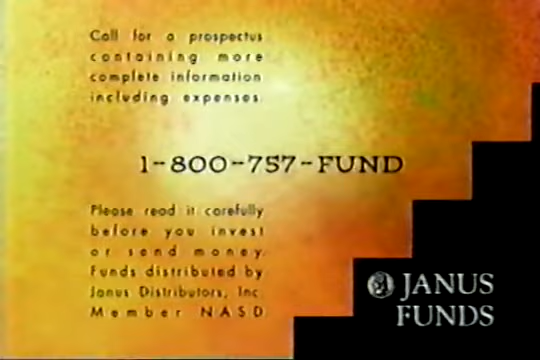 Call for a prospectus
containing more
complete information
including expenses.
1-800-757-FUND
Please read it carefully
before you invest
or send money.
Funds distributed by
Janus Distributors, Inc.
Member NASD
JANUS
FUNDS